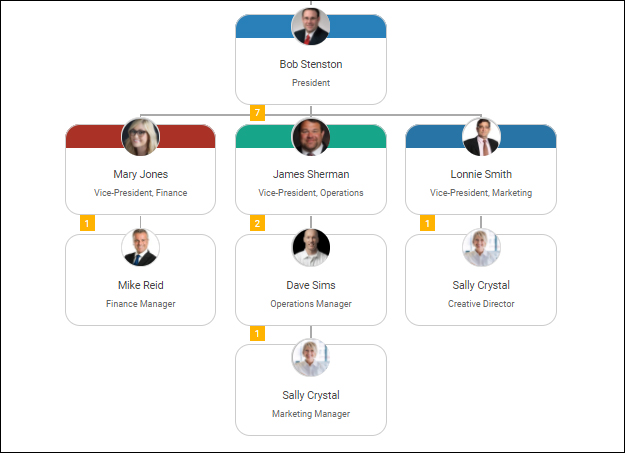 Bob Stenston
President
7
Mary Jones
Vice-President, Finance
James Sherman
Vice-President, Operations
Lonnie Smith
Vice-President, Marketing
1
2
1
Mike Reid
Finance Manager
Dave Sims
Operations Manager
Sally Crystal
Creative Director
1
Sally Crystal
Marketing Manager